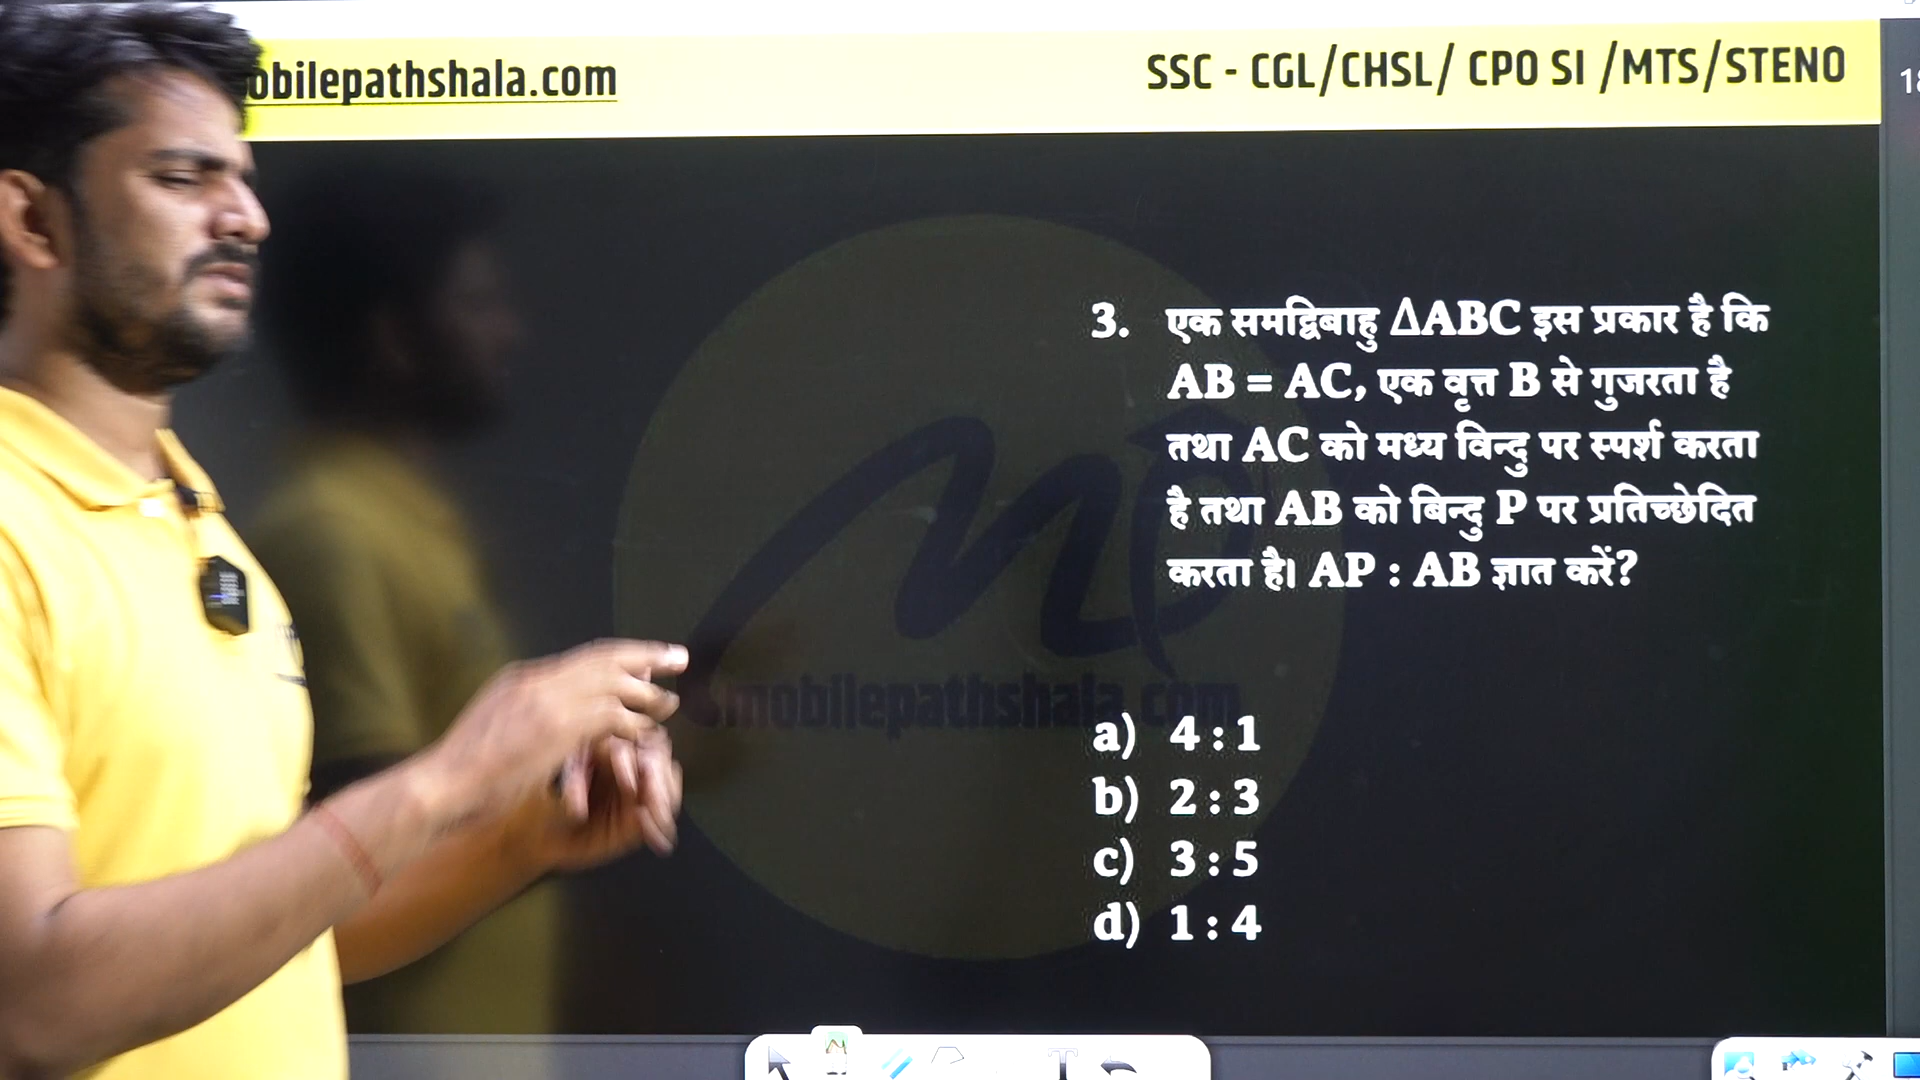 obilepathshala.com
SSC - CGL/CHSL/ CPO SI /MTS/STENO
3. एक समद्विबाहु ΔABC इस प्रकार है कि
AB = AC, एक वृत्त B से गुजरता है
तथा AC को मध्य विन्दु पर स्पर्श करता
है तथा AB को बिन्दु P पर प्रतिच्छेदित
करता है। AP : AB ज्ञात करें?
mobilepathshala.com
a) 4 : 1
b) 2 : 3
c) 3 : 5
d) 1 : 4